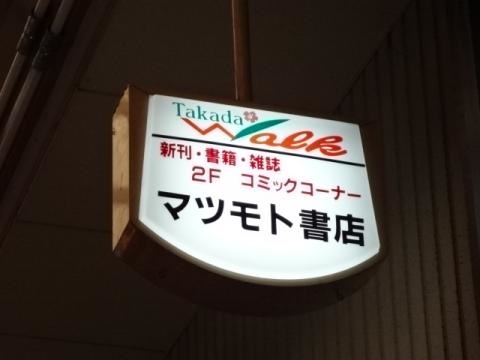 Takada
Walk
新刊・書籍・雑誌
2F コミックコーナー
マツモト書店